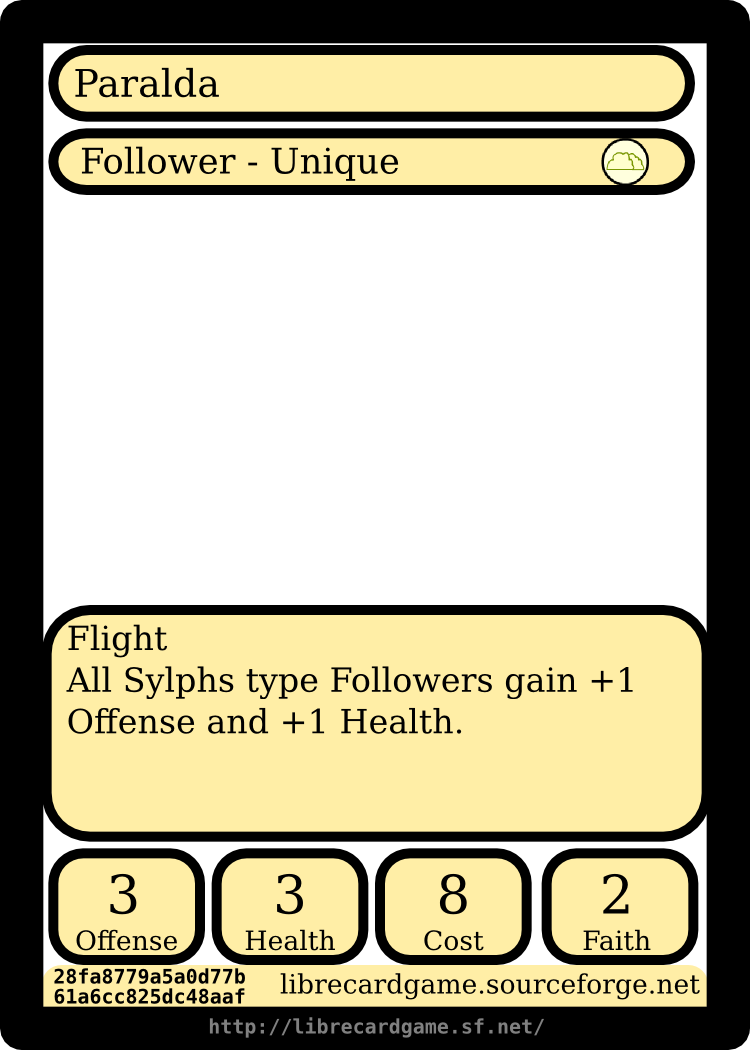 Paralda
Follower - Unique
Flight
All Sylphs type Followers gain +1
Offense and +1 Health.
3
Offense
3
Health
8
Cost
2
Faith
28fa8779a5a0d77b
61a6cc825dc48aaf
librecardgame.sourceforge.net
http://librecardgame.sf.net/